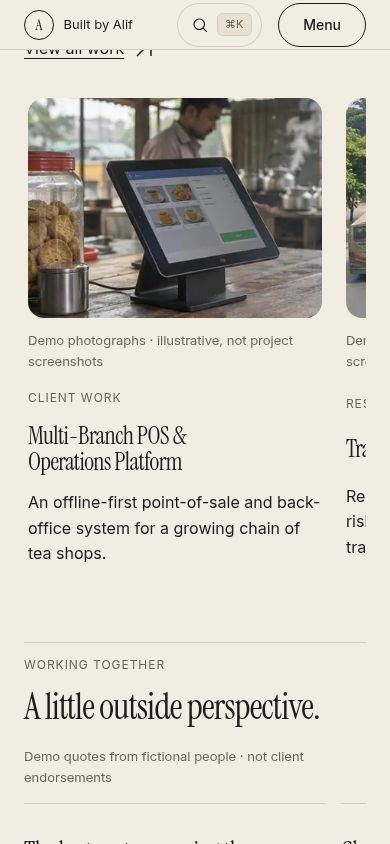 A
Built by Alif
⌘K
Menu
View all work
Demo photographs · illustrative, not project
screenshots
CLIENT WORK
Multi-Branch POS &
Operations Platform
An offline-first point-of-sale and back-
office system for a growing chain of
tea shops.
WORKING TOGETHER
A little outside perspective.
Demo quotes from fictional people · not client
endorsements